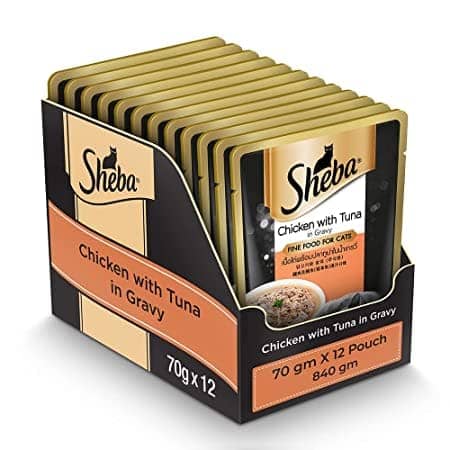 Sheba®
Chicken with Tuna
in Gravy
70g x 12
Sheba®
Chicken with Tuna
in Gravy
FINE FOOD FOR CATS
Chicken with Tuna in Gravy
70 gm X 12 Pouch
840 gm